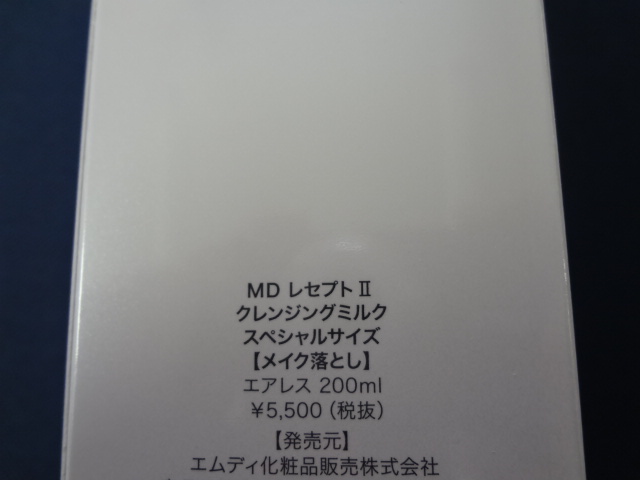 MD レセプトⅡ
クレンジングミルク
スペシャルサイズ
【メイク落とし】
エアレス 200ml
¥5,500（税抜）
【発売元】
エムディ化粧品販売株式会社